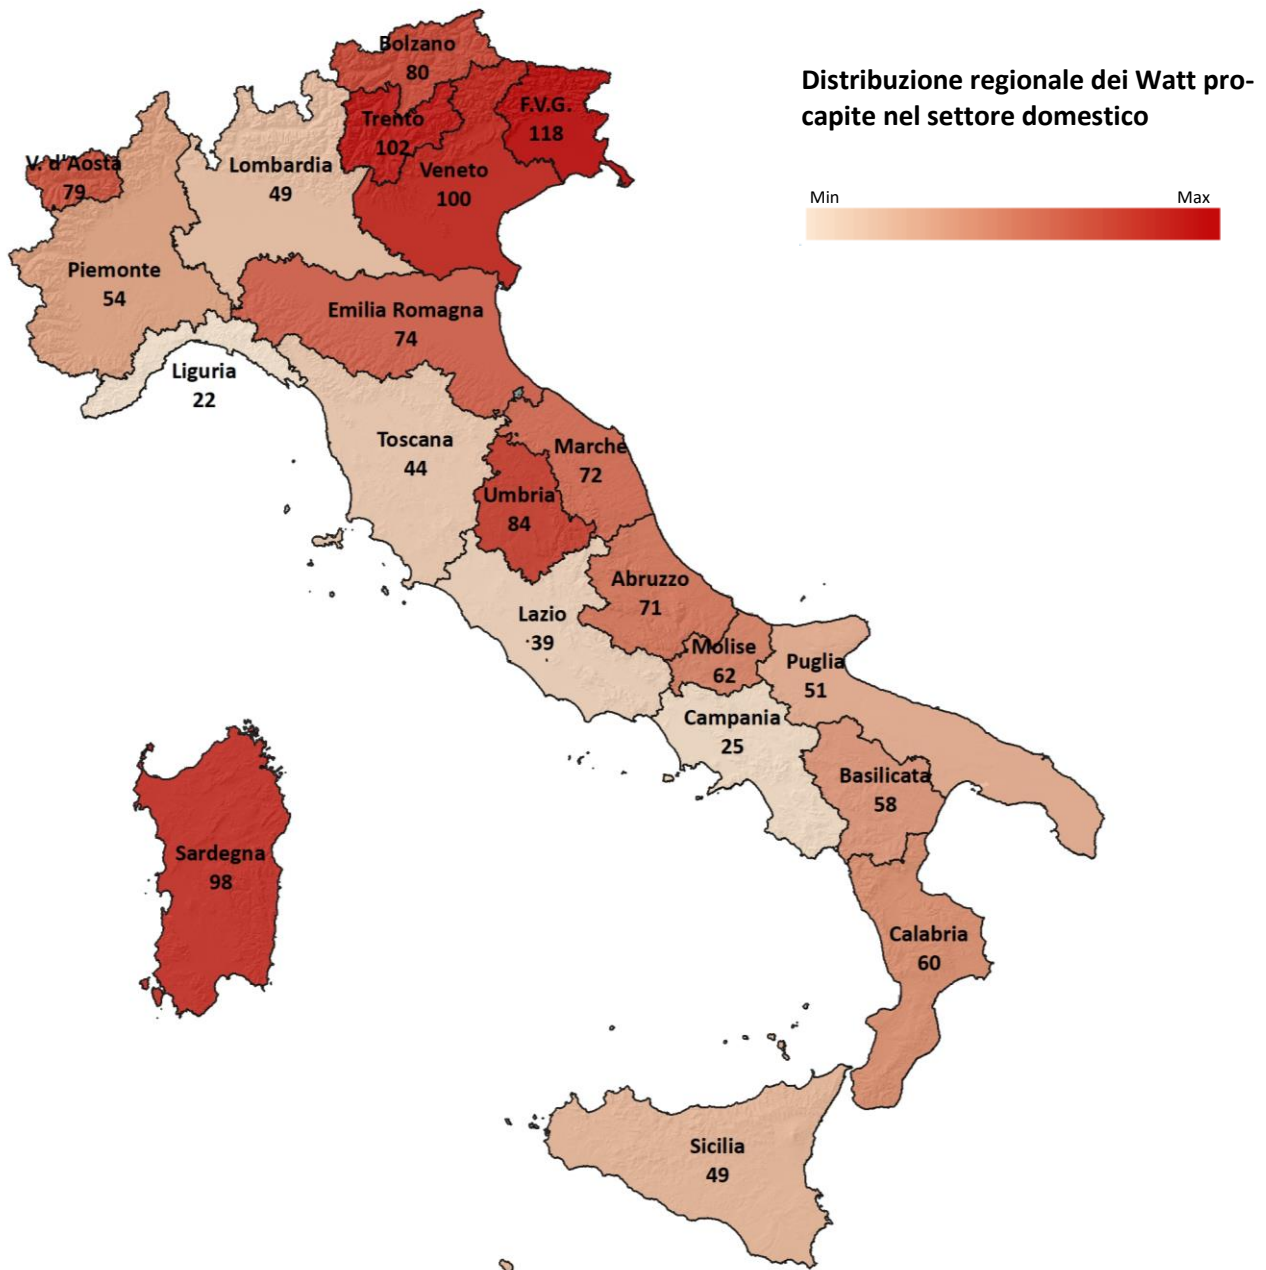 Distribuzione regionale dei Watt pro-
capite nel settore domestico
Min
Max
Bolzano
80
Trento
102
F.V.G.
118
V. d'Aosta
79
Lombardia
49
Veneto
100
Piemonte
54
Emilia Romagna
74
Liguria
22
Toscana
44
Marche
72
Umbria
84
Abruzzo
71
Lazio
39
Molise
62
Puglia
51
Campania
25
Basilicata
58
Sardegna
98
Calabria
60
Sicilia
49